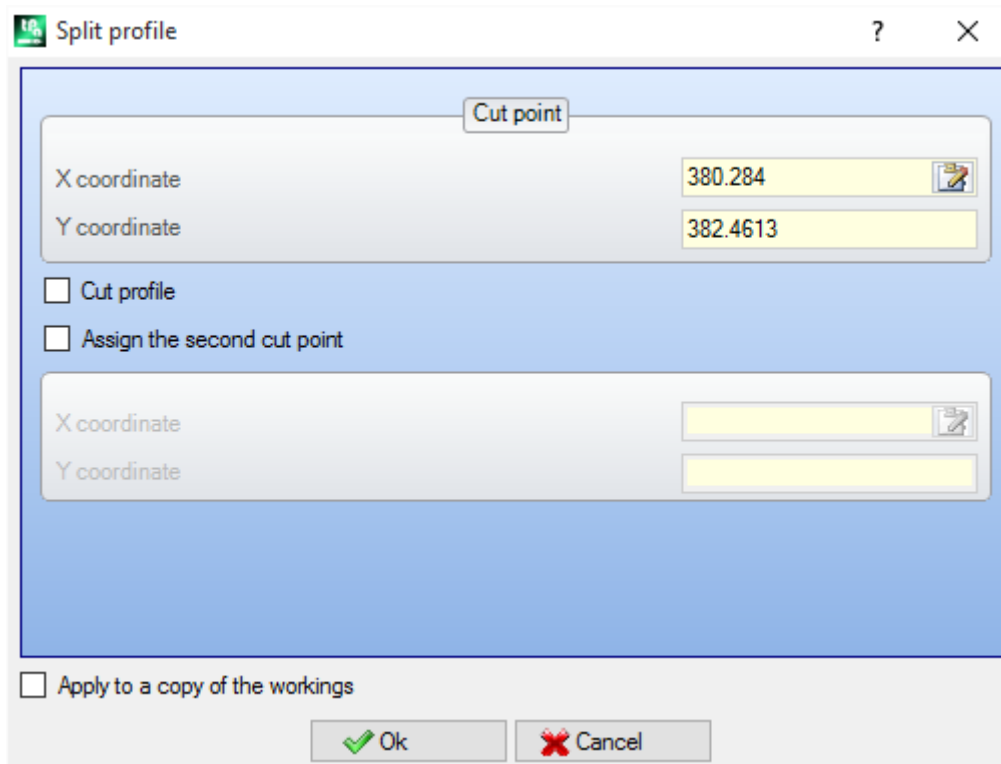 Split profile ?
Cut point
X coordinate 380.284
Y coordinate 382.4613
Cut profile
Assign the second cut point
X coordinate
Y coordinate
Apply to a copy of the workings
Ok Cancel